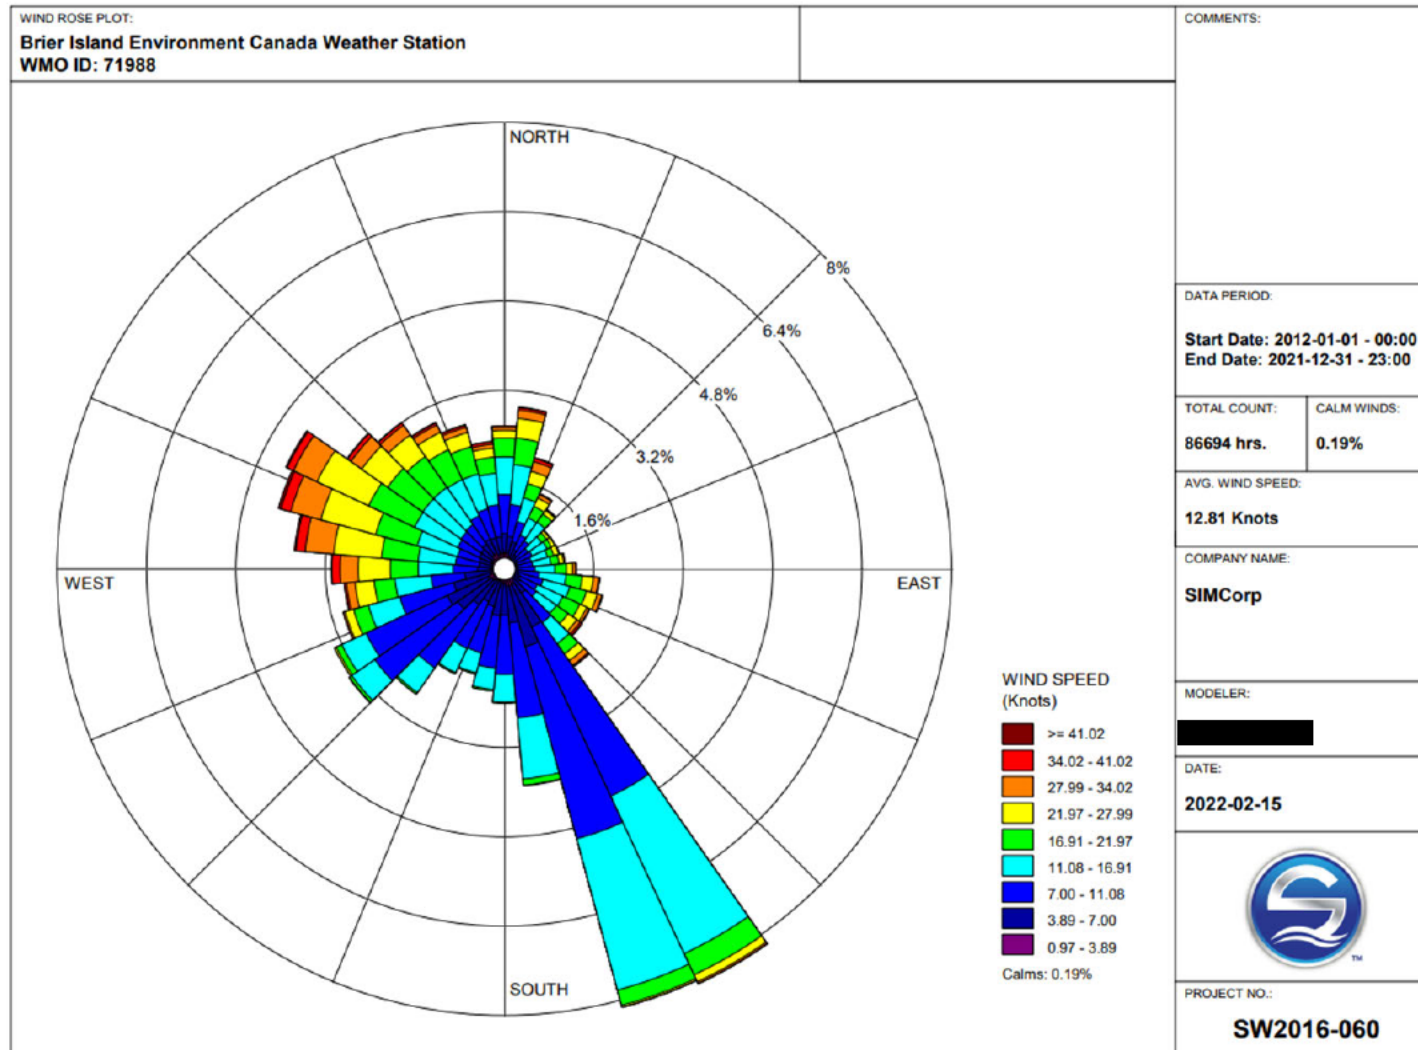 WIND ROSE PLOT:
Brier Island Environment Canada Weather Station
WMO ID: 71988
COMMENTS:
NORTH
8%
6.4%
4.8%
3.2%
1.6%
WEST
EAST
SOUTH
WIND SPEED
(Knots)
>= 41.02
34.02 - 41.02
27.99 - 34.02
21.97 - 27.99
16.91 - 21.97
11.08 - 16.91
7.00 - 11.08
3.89 - 7.00
0.97 - 3.89
Calms: 0.19%
DATA PERIOD:
Start Date: 2012-01-01 - 00:00
End Date: 2021-12-31 - 23:00
TOTAL COUNT:
86694 hrs.
CALM WINDS:
0.19%
AVG. WIND SPEED:
12.81 Knots
COMPANY NAME:
SIMCorp
MODELER:
DATE:
2022-02-15
TM
PROJECT NO.:
SW2016-060